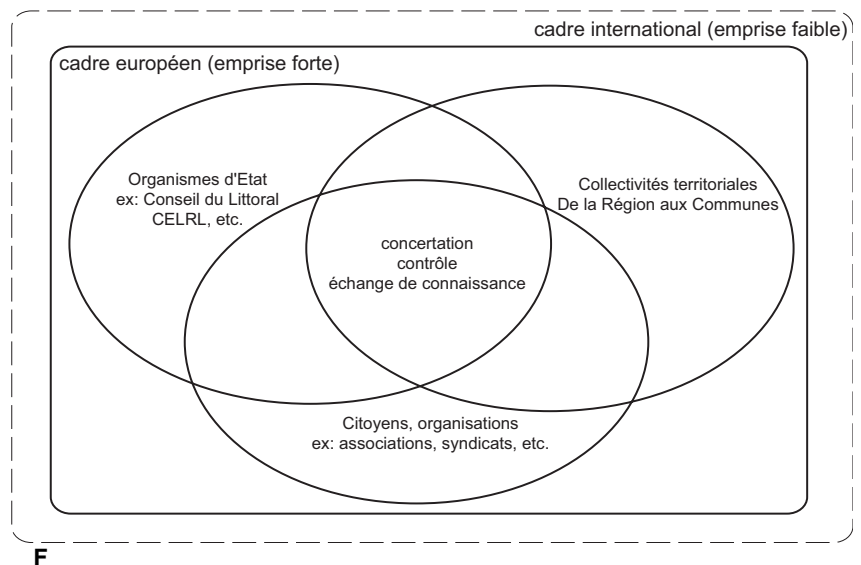 cadre international (emprise faible)
cadre européen (emprise forte)
Organismes d'Etat
ex: Conseil du Littoral
CELRL, etc.
Collectivités territoriales
De la Région aux Communes
concertation
contrôle
échange de connaissance
Citoyens, organisations
ex: associations, syndicats, etc.
F